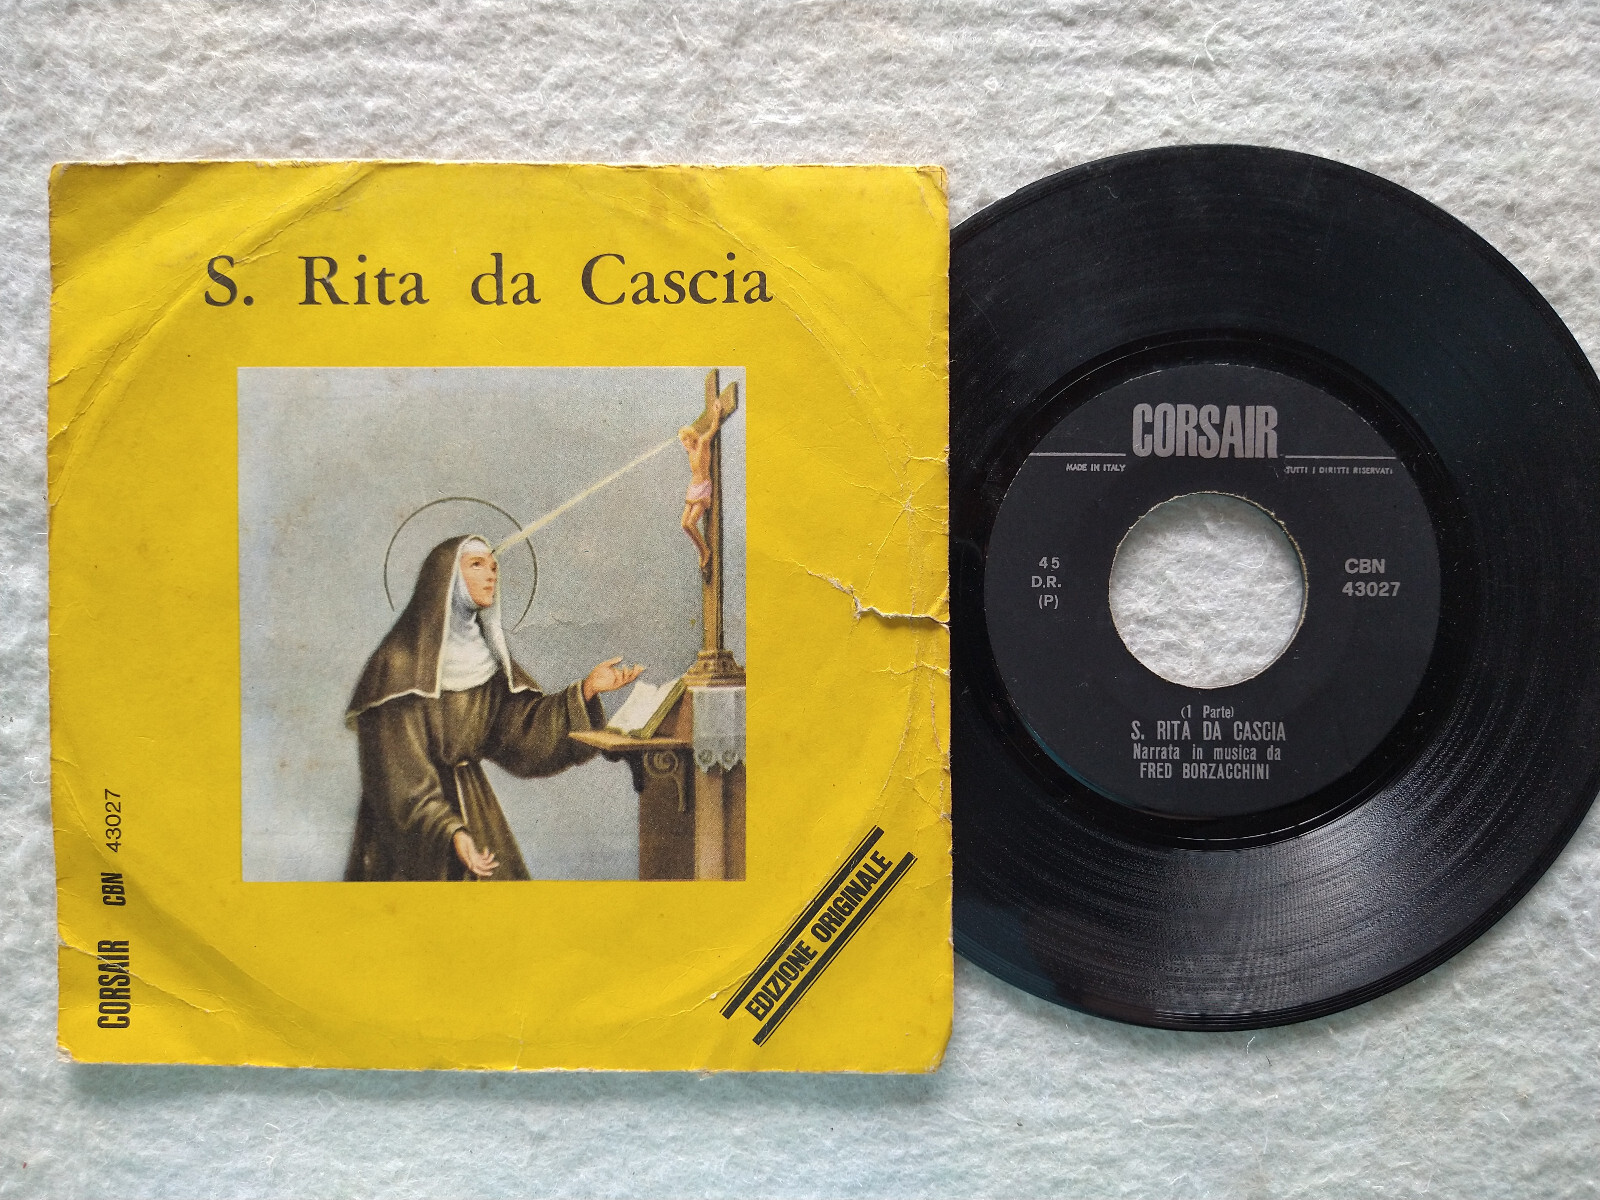 S. Rita da Cascia
CORSAIR CBN 43027
EDIZIONE ORIGINALE
CORSAIR
MADE IN ITALY
TUTTI I DIRITTI RISERVATI
45
D.R.
(P)
CBN
43027
(1 Parte)
S. RITA DA CASCIA
Narrata in musica da
FRED BORZACCHINI